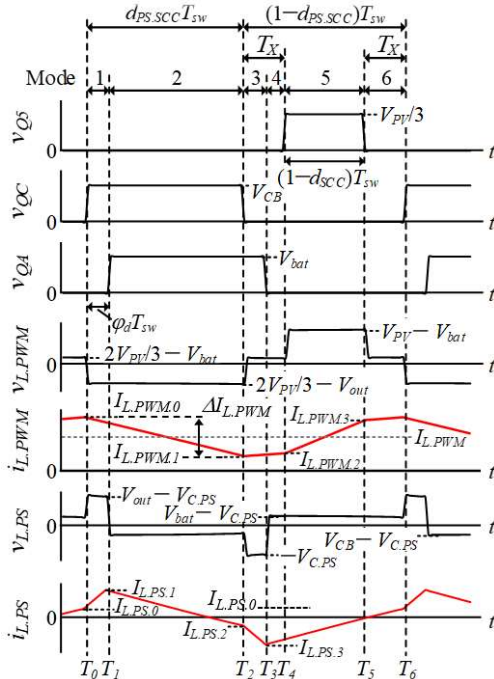 d_{PS.SCC}T_{sw} (1−d_{PS.SCC})T_{sw}
T_X T_X
Mode 1 2 3 4 5 6
v_{Q5} V_{PV}/3
0 t
(1−d_{SCC})T_{sw}
v_{QC} V_{CB}
0 t
v_{QA} V_{bat}
0 t
φ_dT_{sw}
v_{L.PWM} 2V_{PV}/3 − V_{bat} V_{PV} − V_{bat}
0 t
2V_{PV}/3 − V_{out}
i_{L.PWM} I_{L.PWM.0} ΔI_{L.PWM} I_{L.PWM.3} I_{L.PWM}
I_{L.PWM.1} I_{L.PWM.2}
0 t
v_{L.PS} V_{out} − V_{C.PS}
V_{bat} − V_{C.PS}
0 t
V_{CB} − V_{C.PS}
−V_{C.PS}
i_{L.PS} I_{L.PS.1}
I_{L.PS.0} I_{L.PS.0}
0 t
I_{L.PS.2}
I_{L.PS.3}
T_0 T_1 T_2 T_3 T_4 T_5 T_6